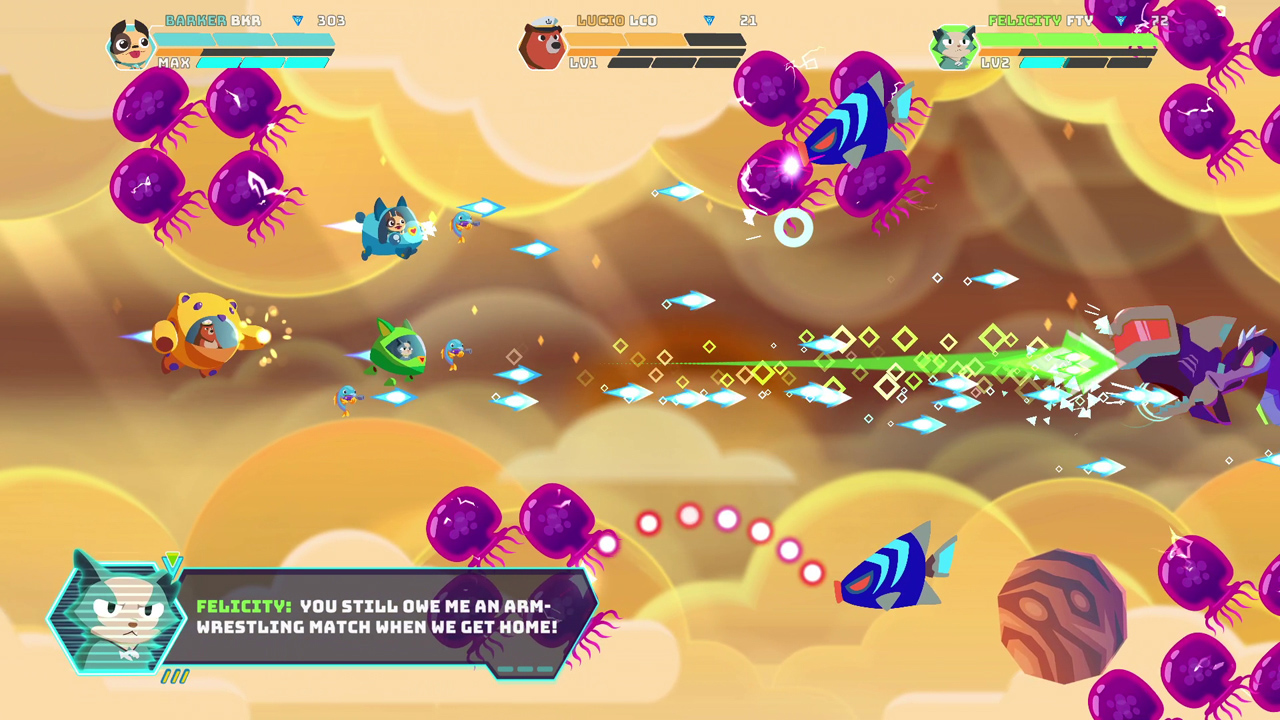 BARKER BKR 303
MAX
LUCIO LCO 21
LV1
FELICITY FTY 72
LV2
FELICITY: YOU STILL OWE ME AN ARM-
WRESTLING MATCH WHEN WE GET HOME!